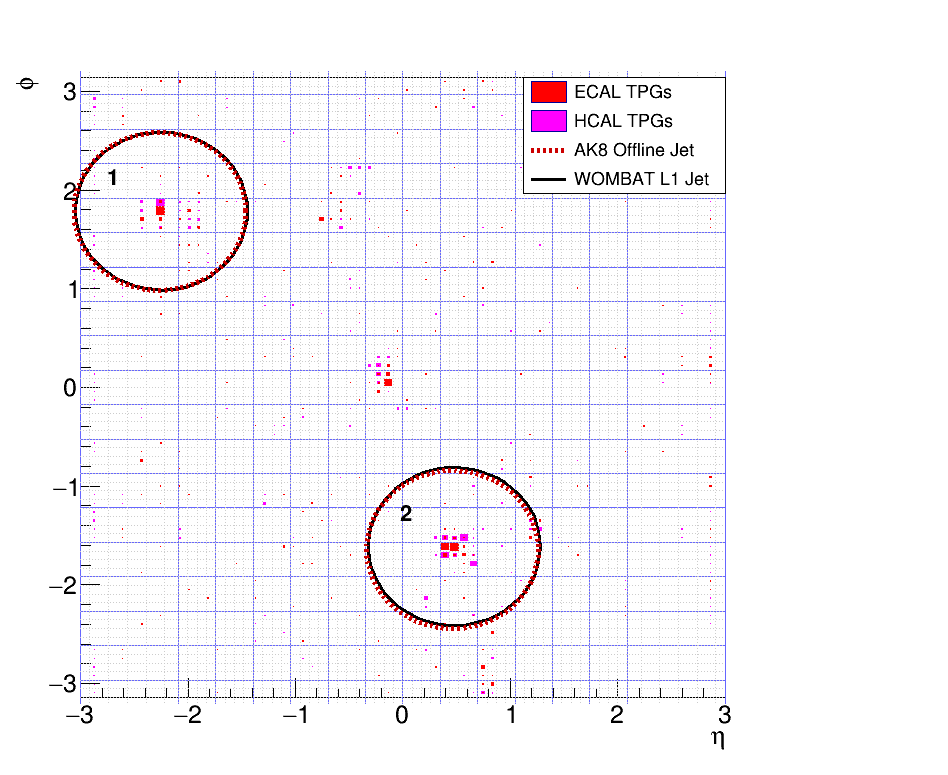 ϕ
3
2
1
0
−1
−2
−3
−3 −2 −1 0 1 2 3
η
ECAL TPGs
HCAL TPGs
AK8 Offline Jet
WOMBAT L1 Jet
1
2